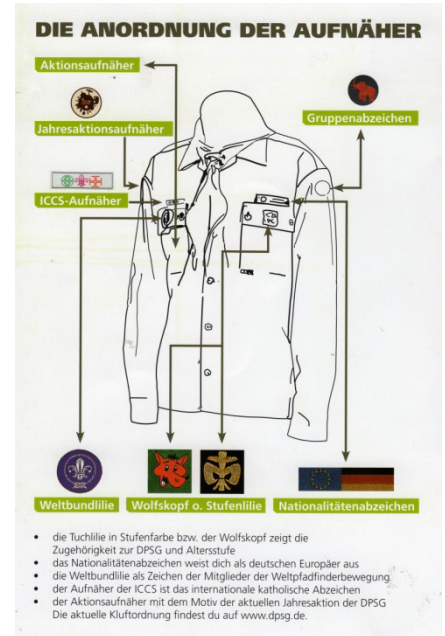 DIE ANORDNUNG DER AUFNÄHER
Aktionsaufnäher
Jahresaktionsaufnäher
Gruppenabzeichen
ICCS-Aufnäher
Weltbundlilie
Wolfskopf o. Stufenlilie
Nationalitätenabzeichen
• die Tuchlilie in Stufenfarbe bzw. der Wolfskopf zeigt die
Zugehörigkeit zur DPSG und Altersstufe
• das Nationalitätenabzeichen weist dich als deutschen Europäer aus
• die Weltbundlilie als Zeichen der Mitglieder der Weltpfadfinderbewegung
• der Aufnäher der ICCS ist das internationale katholische Abzeichen
• der Aktionsaufnäher mit dem Motiv der aktuellen Jahresaktion der DPSG
Die aktuelle Kluftordnung findest du auf www.dpsg.de.